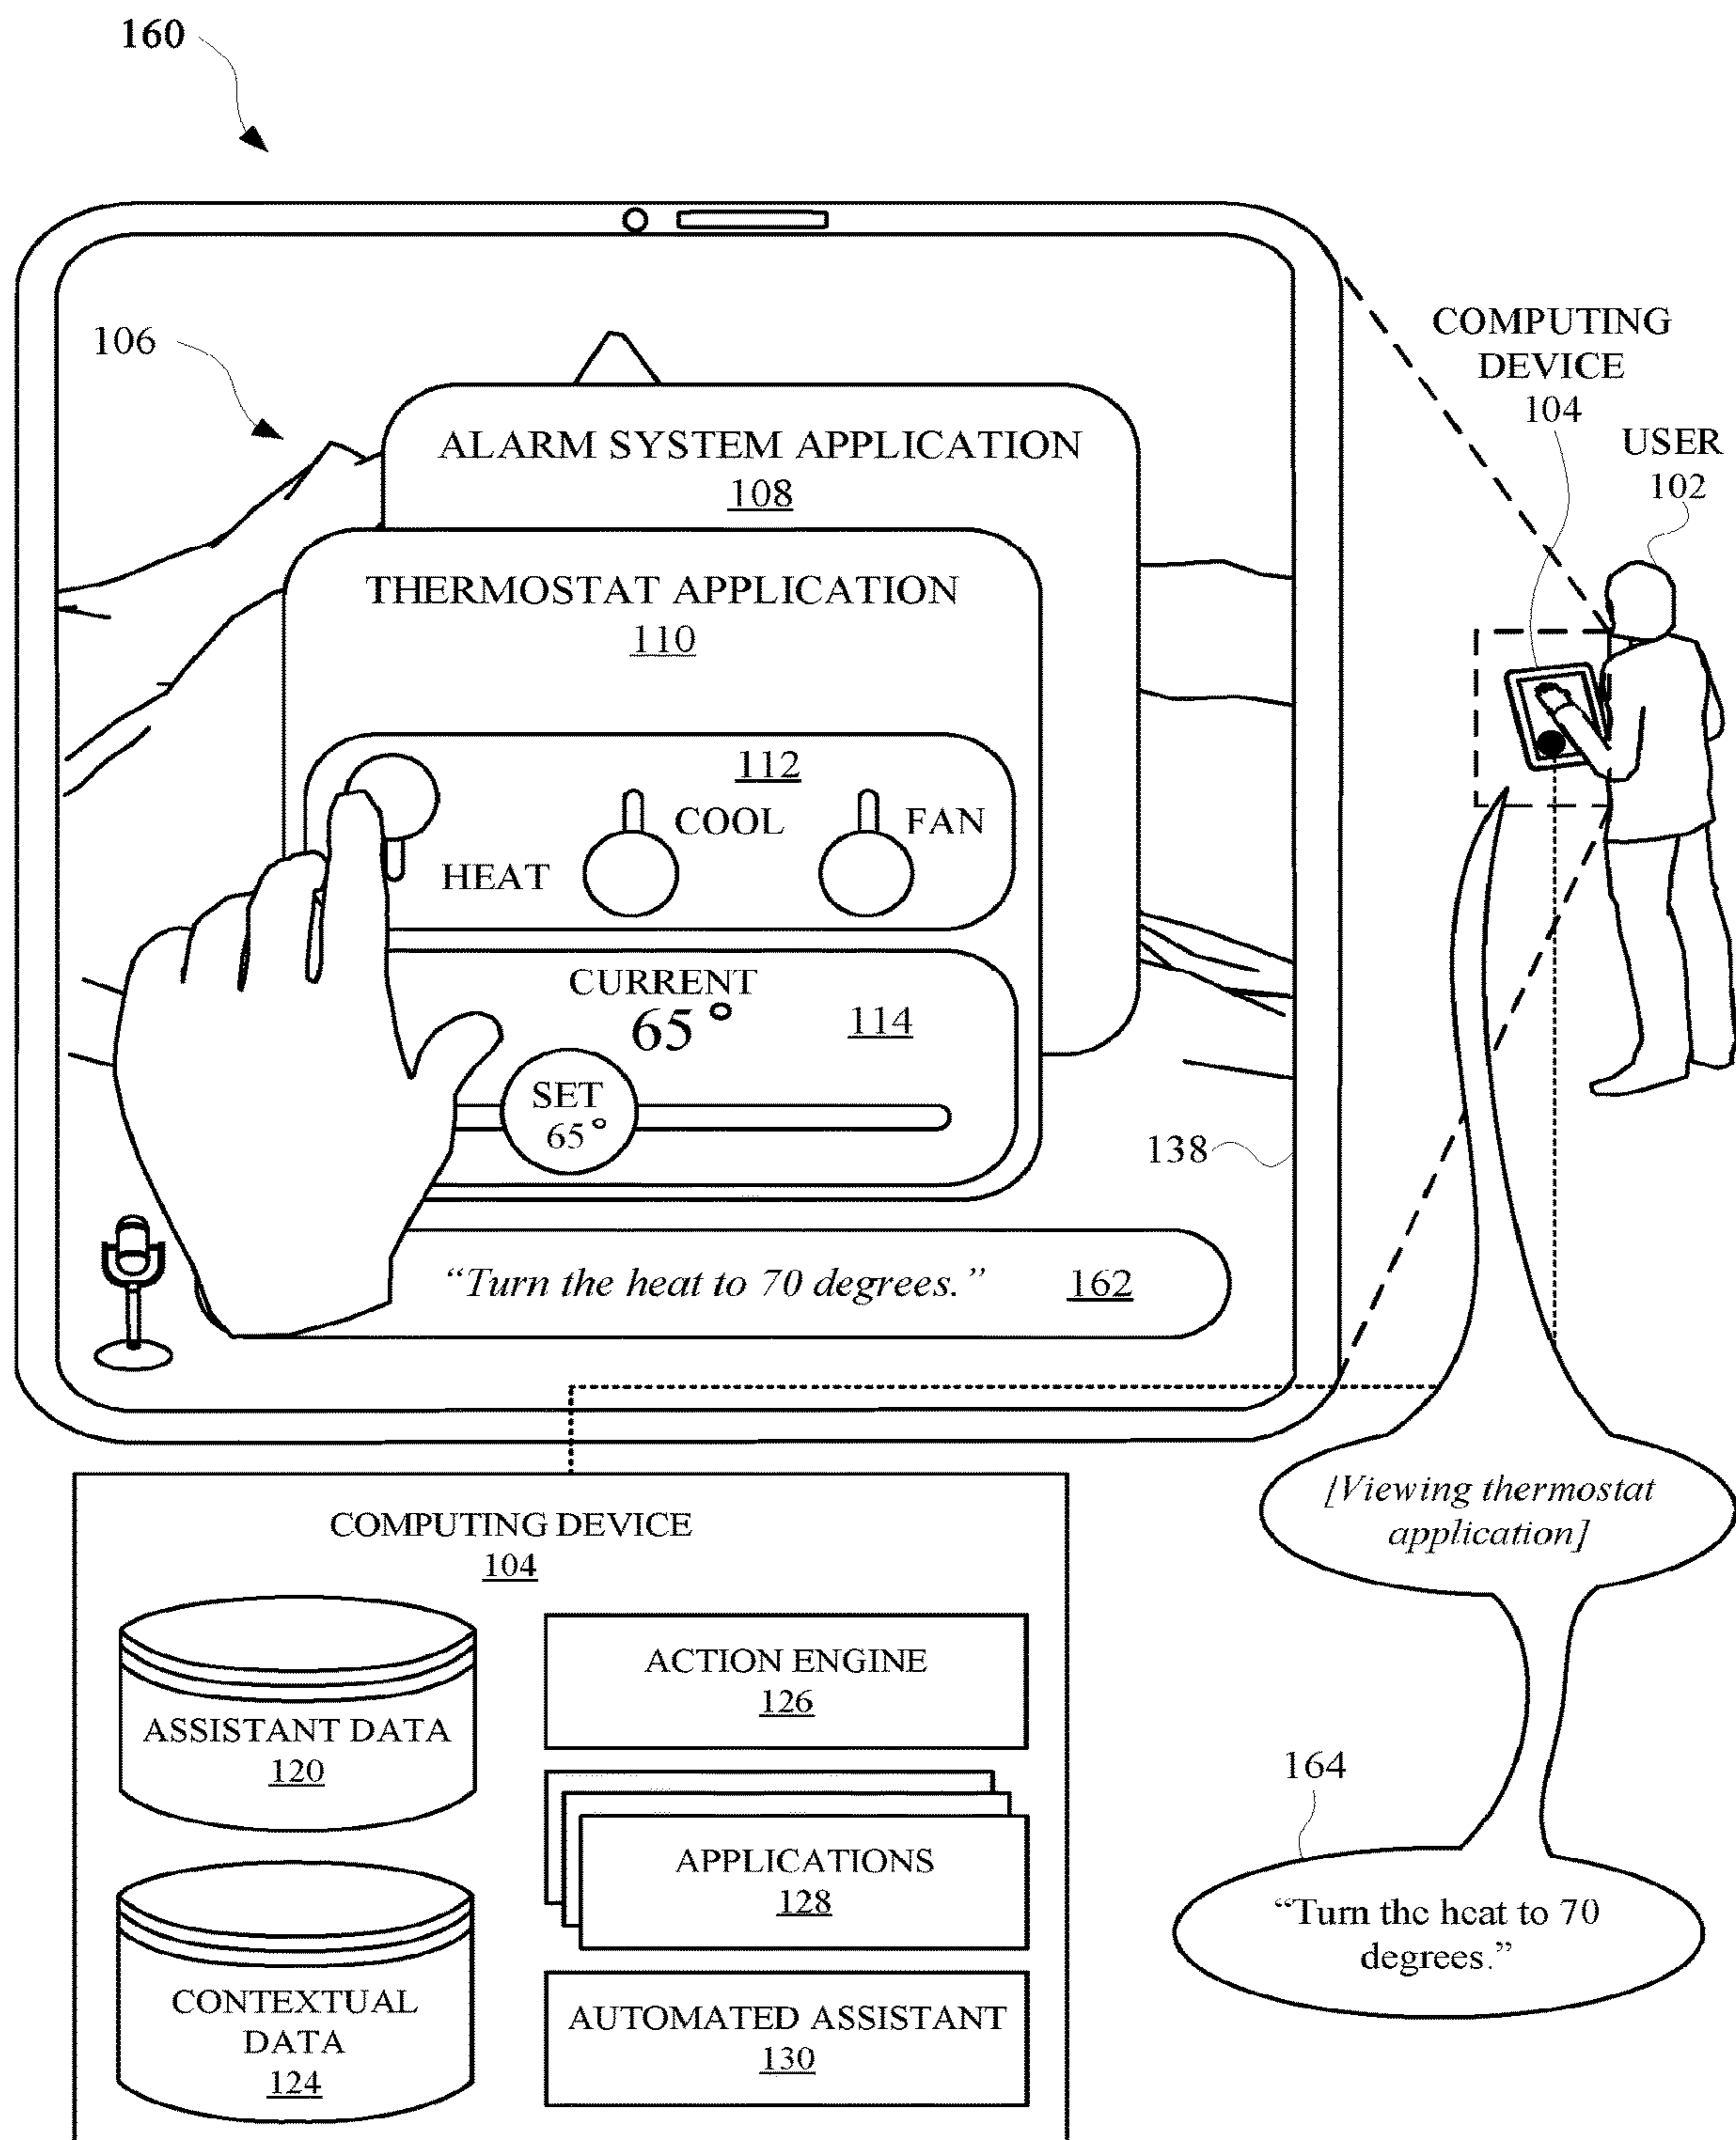 160
106
COMPUTING
DEVICE
104
USER
102
ALARM SYSTEM APPLICATION
108
THERMOSTAT APPLICATION
110
112
HEAT
COOL
FAN
CURRENT
65°
114
SET
65°
138
“Turn the heat to 70 degrees.”
162
[Viewing thermostat
application]
COMPUTING DEVICE
104
ASSISTANT DATA
120
ACTION ENGINE
126
APPLICATIONS
128
CONTEXTUAL
DATA
124
AUTOMATED ASSISTANT
130
164
“Turn the heat to 70
degrees.”